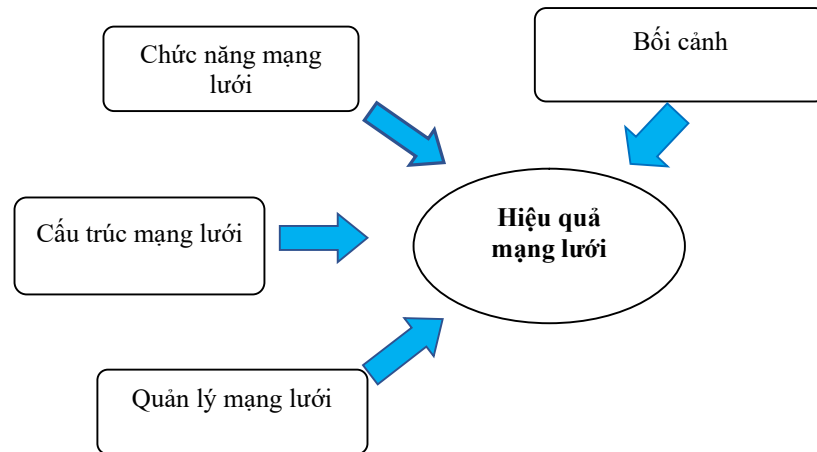 Chức năng mạng
lưới
Bối cảnh
Cấu trúc mạng lưới
Hiệu quả
mạng lưới
Quản lý mạng lưới